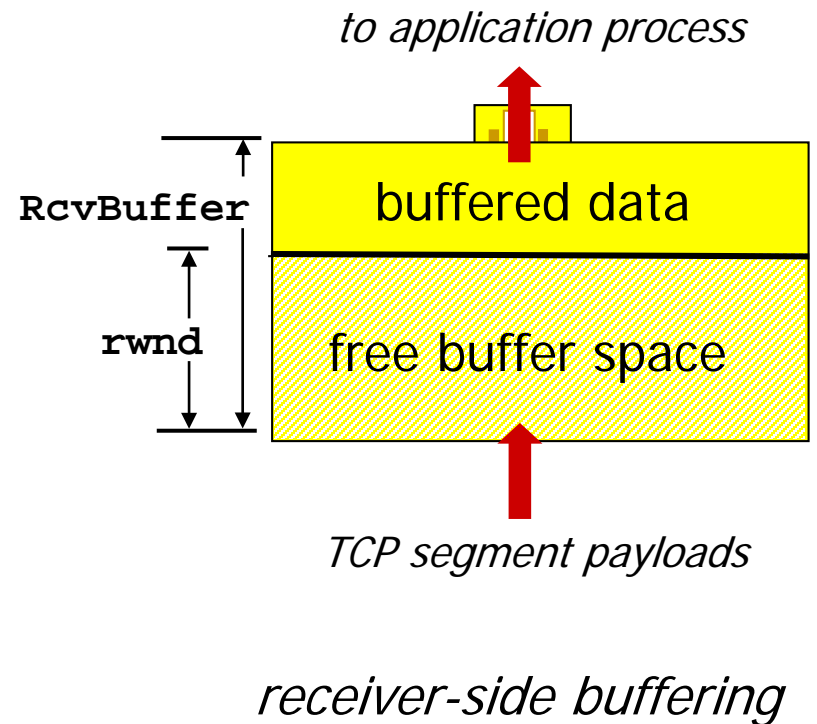 to application process
RcvBuffer
buffered data
rwnd
free buffer space
TCP segment payloads
receiver-side buffering